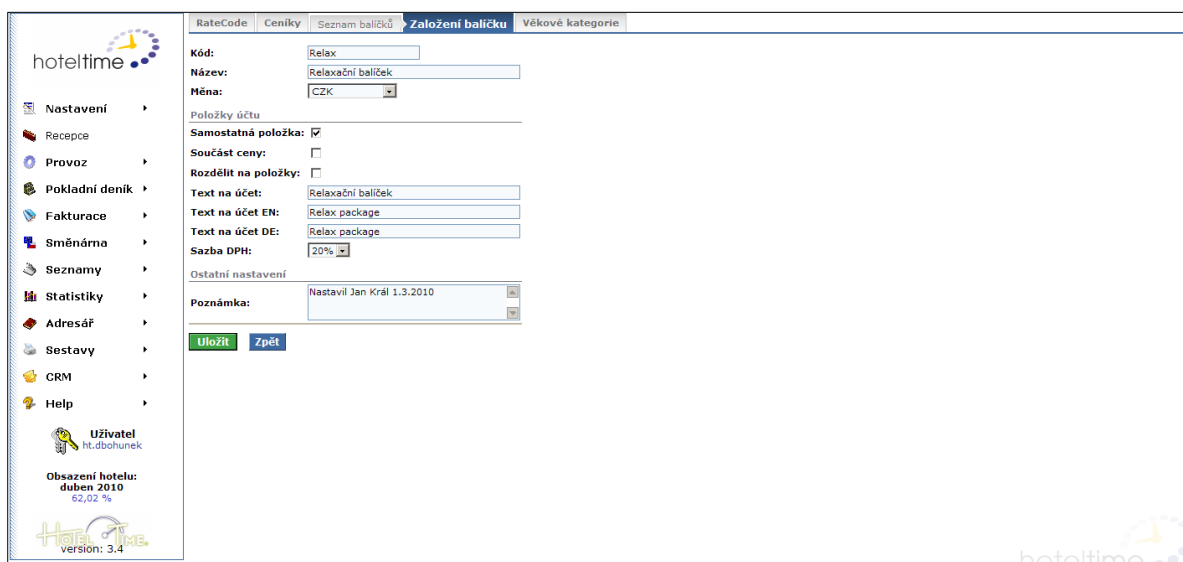 RateCode Ceníky Seznam balíčků Založení balíčku Věkové kategorie
hoteltime
Nastavení
Recepce
Provoz
Pokladní deník
Fakturace
Směnárna
Seznamy
Statistiky
Adresář
Sestavy
CRM
Help
Uživatel
ht.dbohunek
Obsazení hotelu:
duben 2010
62,02 %
HOTEL TIME.
version: 3.4
Kód: Relax
Název: Relaxační balíček
Měna: CZK
Položky účtu
Samostatná položka:
Součást ceny:
Rozdělit na položky:
Text na účet: Relaxační balíček
Text na účet EN: Relax package
Text na účet DE: Relax package
Sazba DPH: 20%
Ostatní nastavení
Poznámka: Nastavil Jan Král 1.3.2010
Uložit Zpět
hoteltime